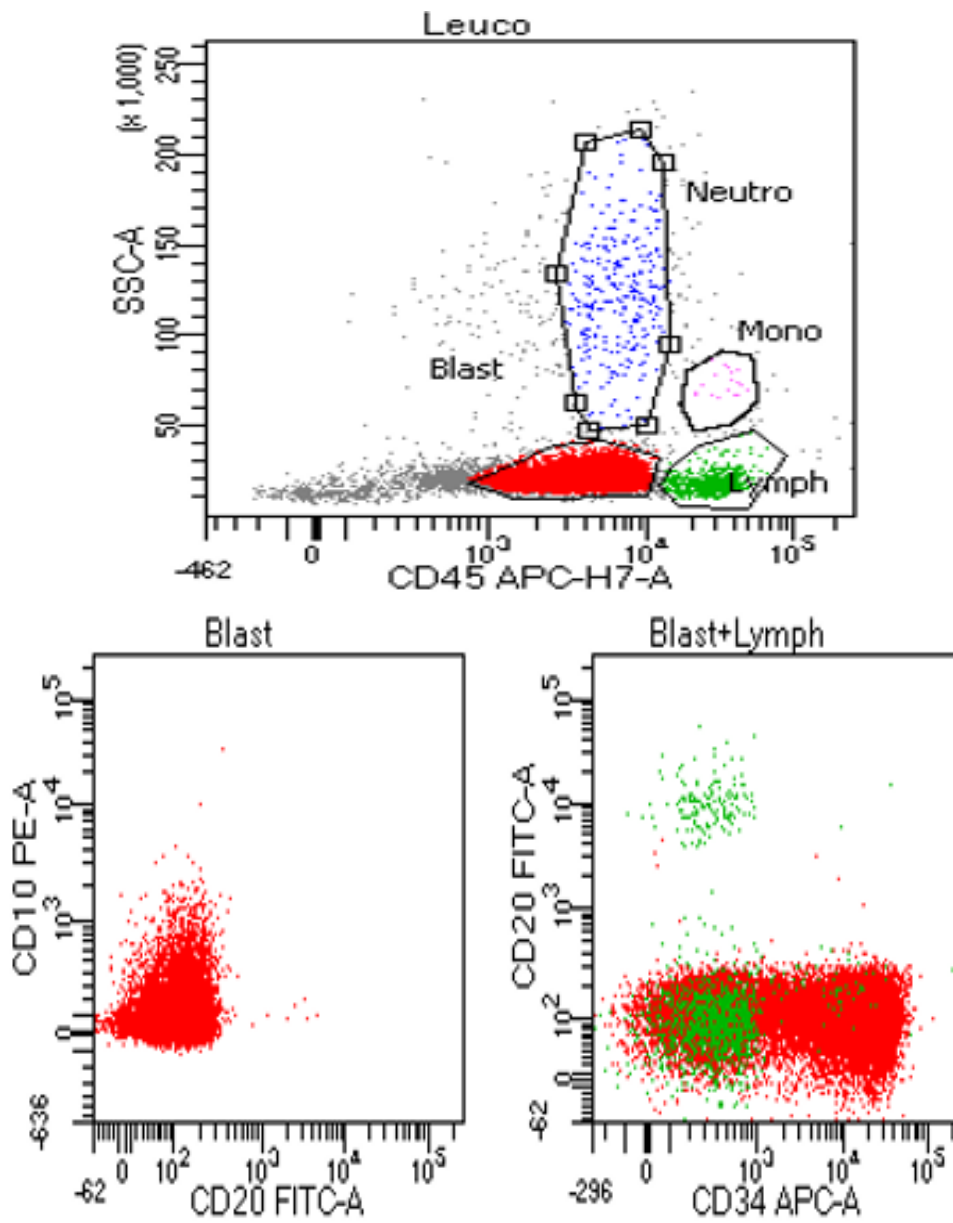 Leuco
(x 1,000)
SSC-A
250
200
150
100
50
Neutro
Mono
Blast
Lymph
-462
0
10³
10⁴
10⁵
CD45 APC-H7-A
Blast
CD10 PE-A
10⁵
10⁴
10³
0
-636
-62
0
10²
10³
10⁴
10⁵
CD20 FITC-A
Blast+Lymph
CD20 FITC-A
10⁵
10⁴
10³
10²
0
-62
-296
0
10³
10⁴
10⁵
CD34 APC-A